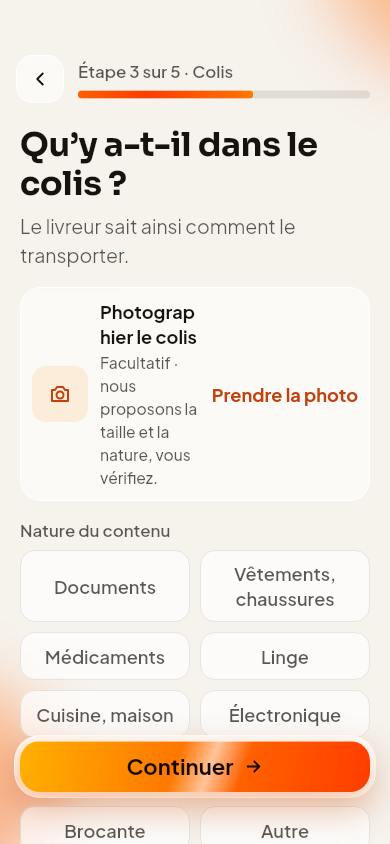 Étape 3 sur 5 · Colis
Qu’y a-t-il dans le
colis ?
Le livreur sait ainsi comment le
transporter.
Photograp
hier le colis
Facultatif ·
nous
proposons la
taille et la
nature, vous
vérifiez.
Prendre la photo
Nature du contenu
Documents
Vêtements,
chaussures
Médicaments
Linge
Cuisine, maison
Électronique
Continuer →
Brocante
Autre